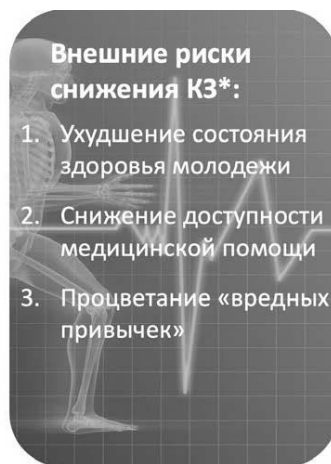 Внешние риски
снижения КЗ*:
1. Ухудшение состояния
здоровья молодежи
2. Снижение доступности
медицинской помощи
3. Процветание «вредных
привычек»